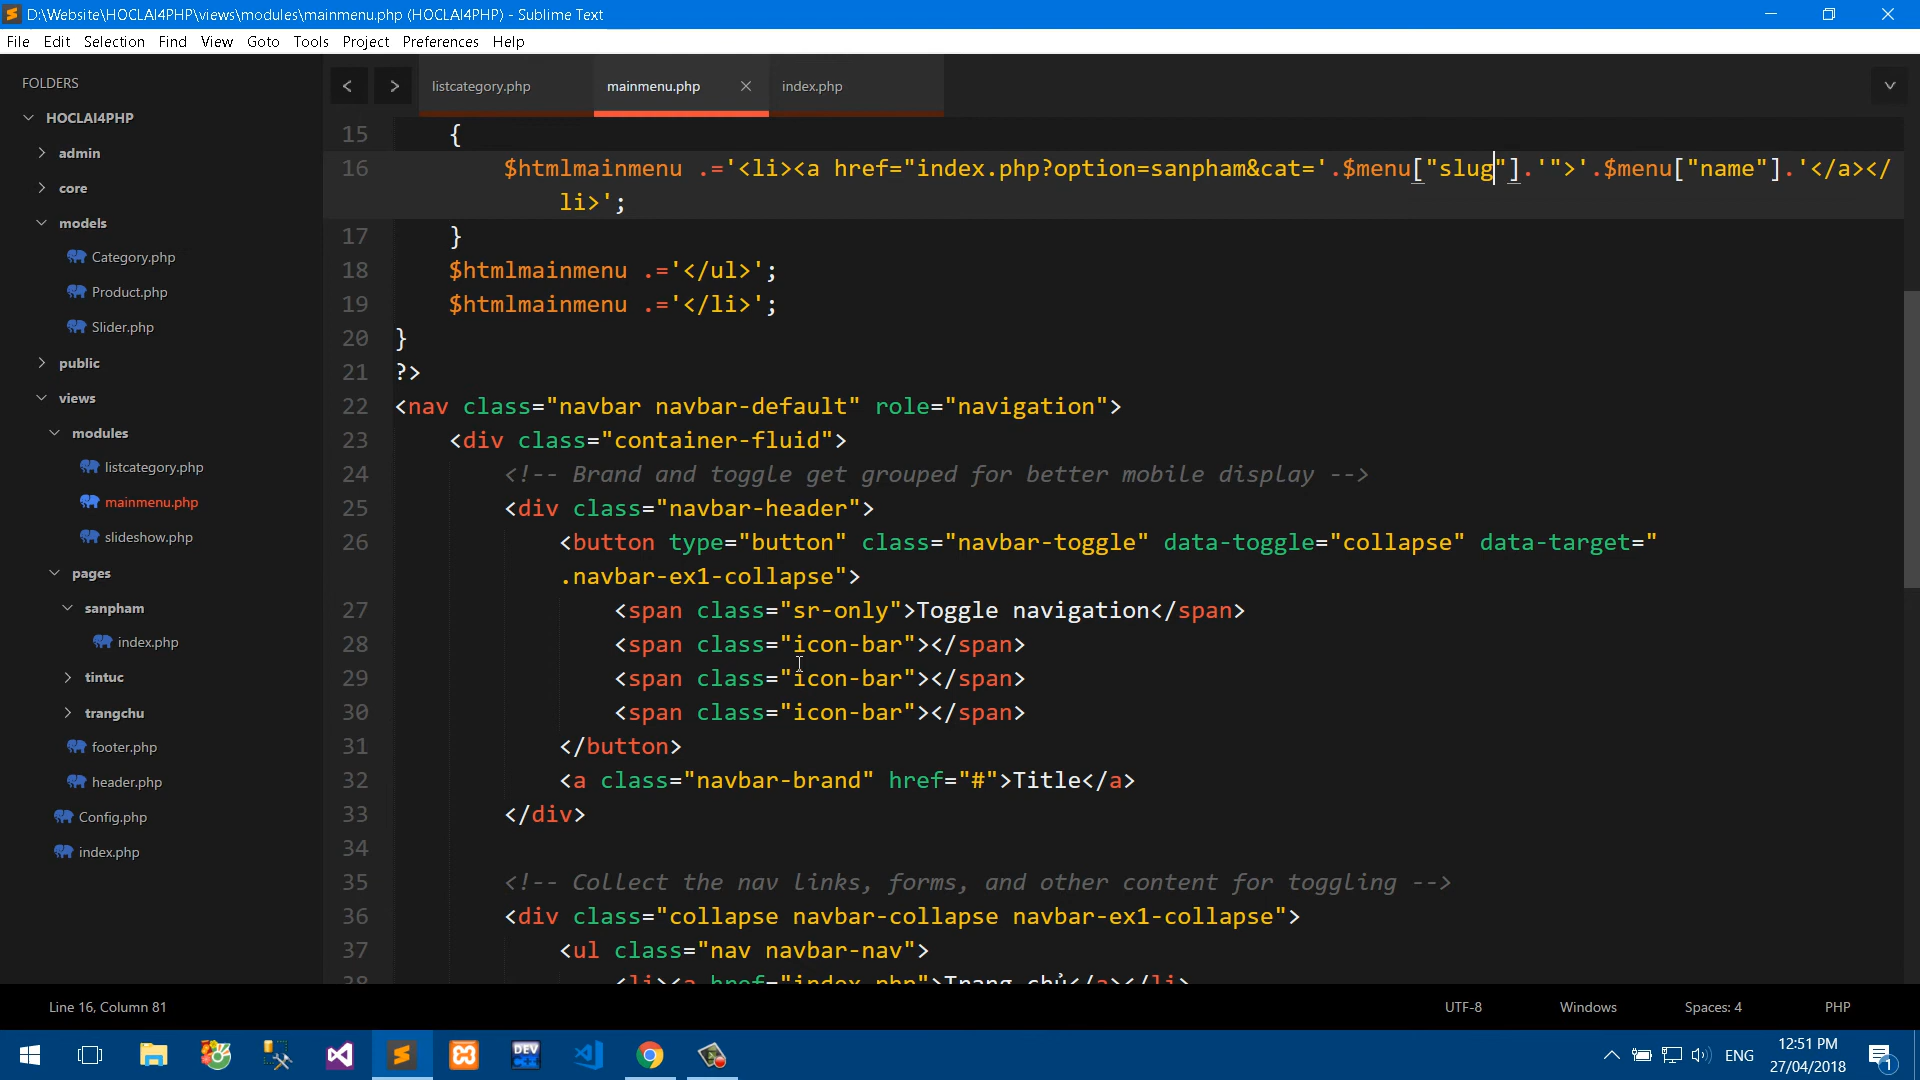 D:\Website\HOCLAI4PHP\views\modules\mainmenu.php (HOCLAI4PHP) - Sublime Text
File Edit Selection Find View Goto Tools Project Preferences Help
FOLDERS
HOCLAI4PHP
admin
core
models
Category.php
Product.php
Slider.php
public
views
modules
listcategory.php
mainmenu.php
slideshow.php
pages
sanpham
index.php
tintuc
trangchu
footer.php
header.php
Config.php
index.php
listcategory.php mainmenu.php index.php
15 {
16 $htmlmainmenu .='<li><a href="index.php?option=sanpham&cat='.$menu["slug"].'">'.$menu["name"].'</a></
li>';
17 }
18 $htmlmainmenu .='</ul>';
19 $htmlmainmenu .='</li>';
20 }
21 ?>
22 <nav class="navbar navbar-default" role="navigation">
23 <div class="container-fluid">
24 <!-- Brand and toggle get grouped for better mobile display -->
25 <div class="navbar-header">
26 <button type="button" class="navbar-toggle" data-toggle="collapse" data-target="
.navbar-ex1-collapse">
27 <span class="sr-only">Toggle navigation</span>
28 <span class="icon-bar"></span>
29 <span class="icon-bar"></span>
30 <span class="icon-bar"></span>
31 </button>
32 <a class="navbar-brand" href="#">Title</a>
33 </div>
34
35 <!-- Collect the nav links, forms, and other content for toggling -->
36 <div class="collapse navbar-collapse navbar-ex1-collapse">
37 <ul class="nav navbar-nav">
38 <li><a href="index.php">Trang chủ</a></li>
Line 16, Column 81 UTF-8 Windows Spaces: 4 PHP
DEV
ENG
12:51 PM
27/04/2018
1